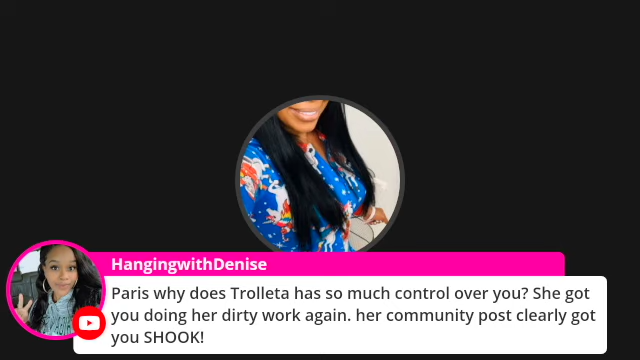 HangingwithDenise
Paris why does Trolleta has so much control over you? She got
you doing her dirty work again. her community post clearly got
you SHOOK!